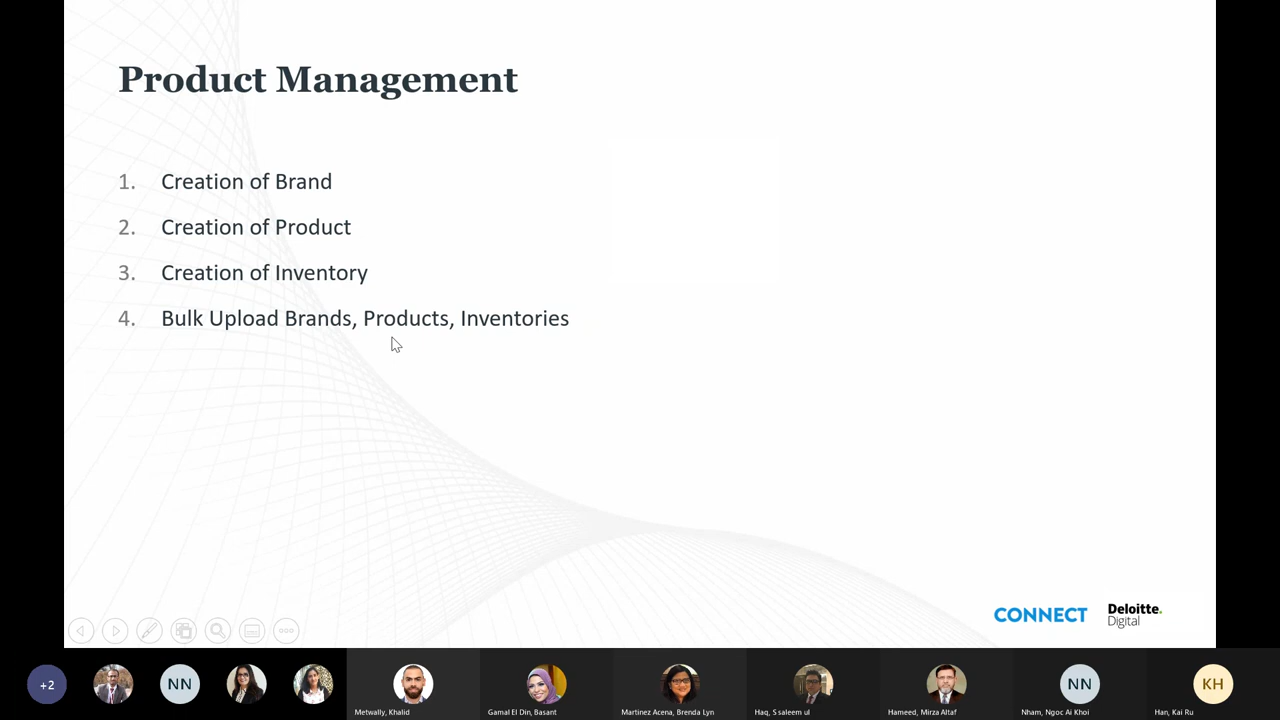 Product Management
1. Creation of Brand
2. Creation of Product
3. Creation of Inventory
4. Bulk Upload Brands, Products, Inventories
CONNECT
Deloitte.
Digital
+2
NN
Metwally, Khalid
Gamal El Din, Basant
Martinez Acena, Brenda Lyn
Haq, S saleem ul
Hameed, Mirza Altaf
NN
Nham, Ngoc Ai Khoi
KH
Han, Kai Ru